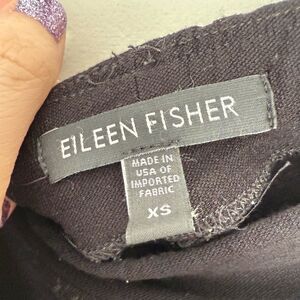 EILEEN FISHER
MADE IN
USA OF
IMPORTED
FABRIC
XS